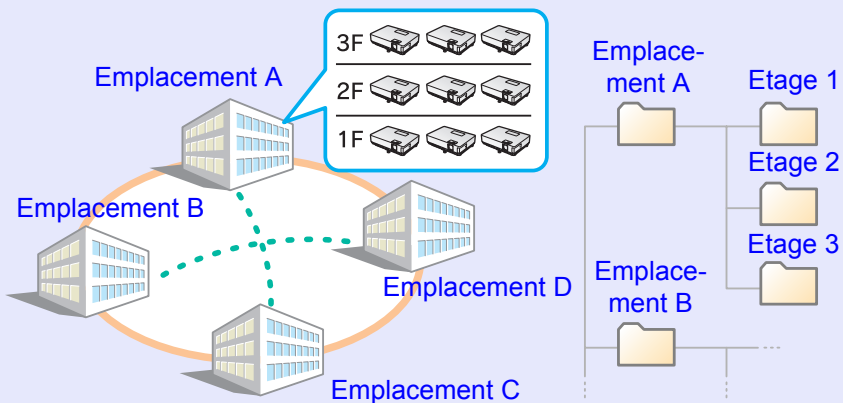 Emplacement A
3F
2F
1F
Emplacement B
Emplacement D
Emplacement C
Emplace-
ment A
Etage 1
Etage 2
Etage 3
Emplace-
ment B